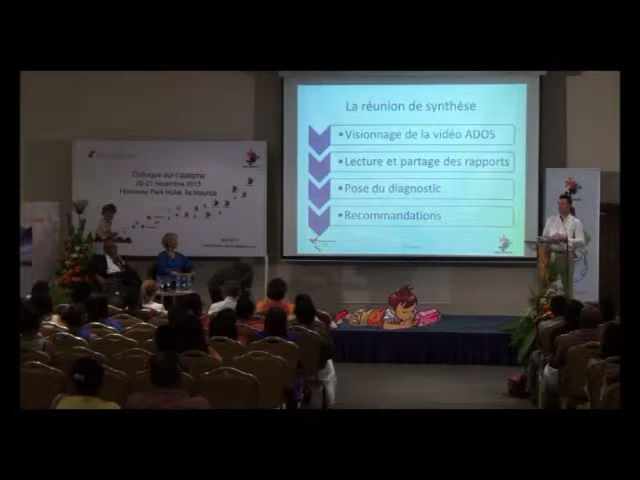 La réunion de synthèse
•Visionnage de la vidéo ADOS
•Lecture et partage des rapports
•Pose du diagnostic
•Recommandations
Colloque sur l'autisme
20-21 novembre 2013